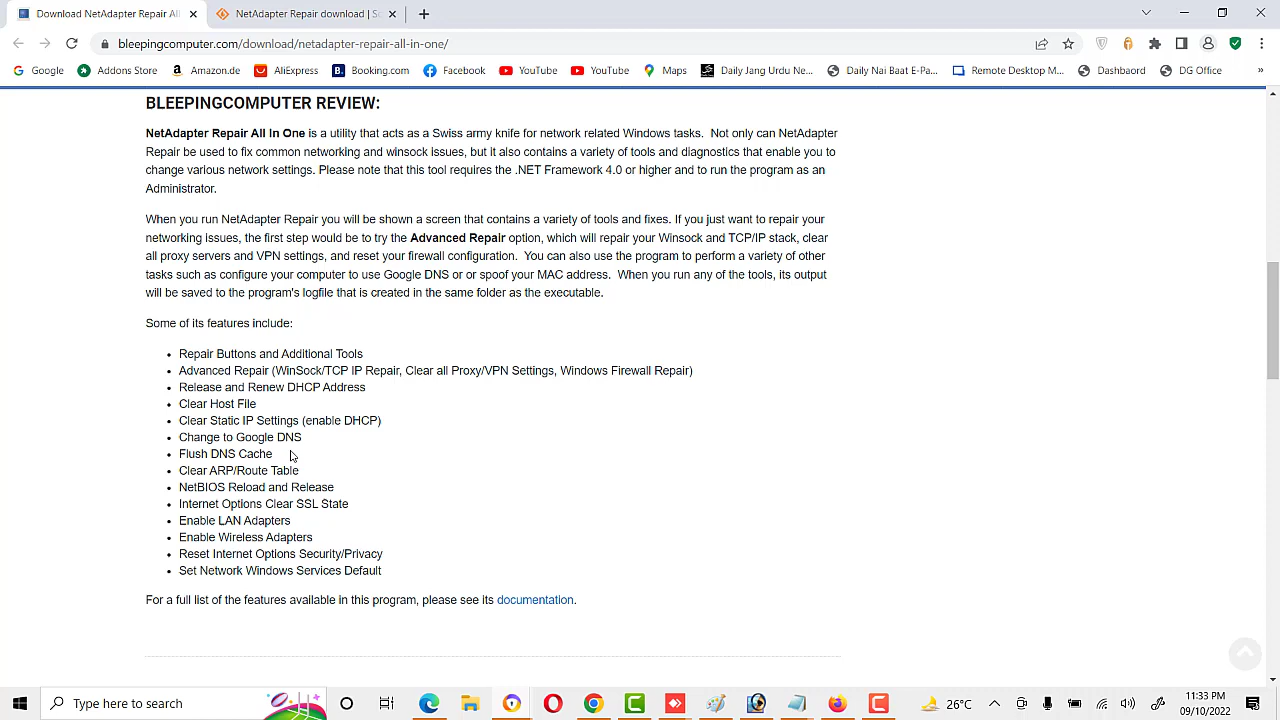 Download NetAdapter Repair All
NetAdapter Repair download | So
bleepingcomputer.com/download/netadapter-repair-all-in-one/
Google Addons Store Amazon.de AliExpress Booking.com Facebook YouTube YouTube Maps Daily Jang Urdu Ne... Daily Nai Baat E-Pa... Remote Desktop M... Dashbaord DG Office »
BLEEPINGCOMPUTER REVIEW:
NetAdapter Repair All In One is a utility that acts as a Swiss army knife for network related Windows tasks. Not only can NetAdapter
Repair be used to fix common networking and winsock issues, but it also contains a variety of tools and diagnostics that enable you to
change various network settings. Please note that this tool requires the .NET Framework 4.0 or higher and to run the program as an
Administrator.
When you run NetAdapter Repair you will be shown a screen that contains a variety of tools and fixes. If you just want to repair your
networking issues, the first step would be to try the Advanced Repair option, which will repair your Winsock and TCP/IP stack, clear
all proxy servers and VPN settings, and reset your firewall configuration. You can also use the program to perform a variety of other
tasks such as configure your computer to use Google DNS or or spoof your MAC address. When you run any of the tools, its output
will be saved to the program's logfile that is created in the same folder as the executable.
Some of its features include:
• Repair Buttons and Additional Tools
• Advanced Repair (WinSock/TCP IP Repair, Clear all Proxy/VPN Settings, Windows Firewall Repair)
• Release and Renew DHCP Address
• Clear Host File
• Clear Static IP Settings (enable DHCP)
• Change to Google DNS
• Flush DNS Cache
• Clear ARP/Route Table
• NetBIOS Reload and Release
• Internet Options Clear SSL State
• Enable LAN Adapters
• Enable Wireless Adapters
• Reset Internet Options Security/Privacy
• Set Network Windows Services Default
For a full list of the features available in this program, please see its documentation.
Type here to search
26°C
11:33 PM
09/10/2022